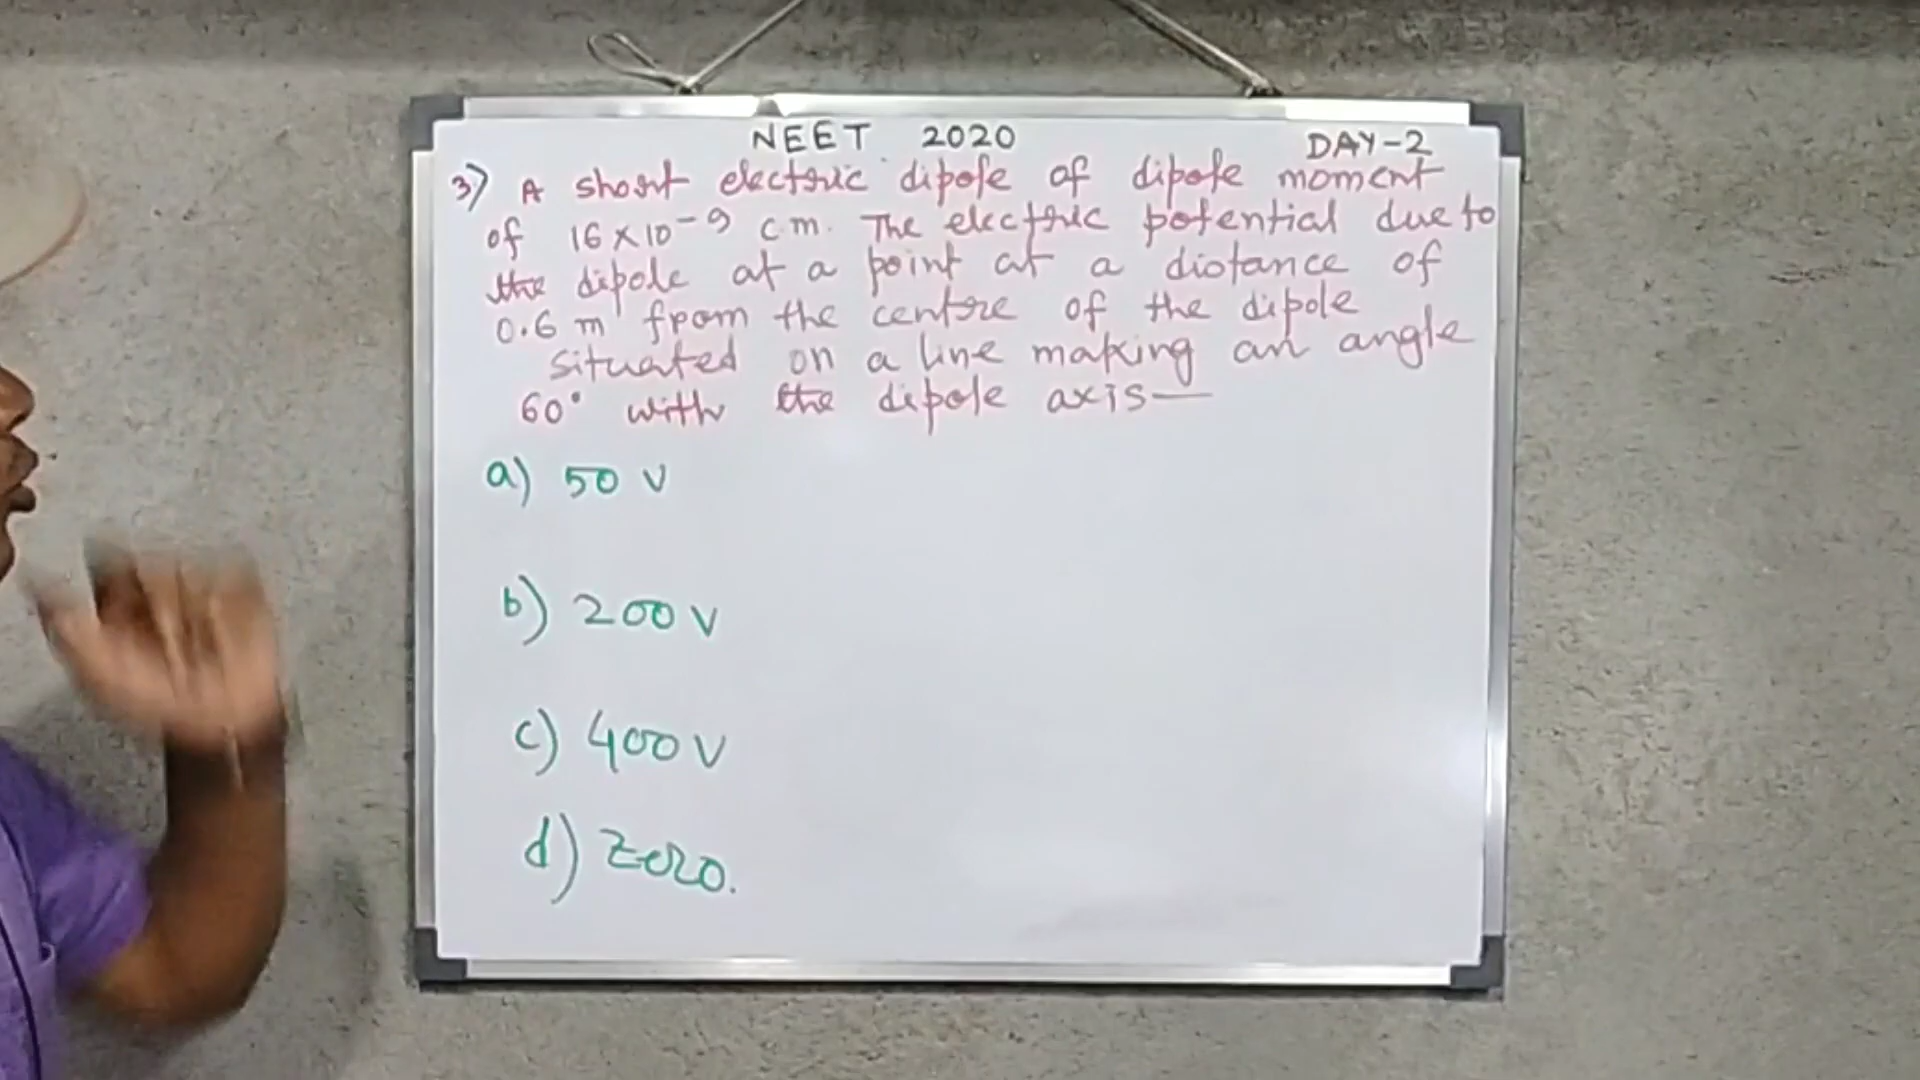 NEET 2020 DAY-2
3) A short electric dipole of dipole moment
of 16×10⁻⁹ cm. The electric potential due to
the dipole at a point at a distance of
0.6 m from the centre of the dipole
situated on a line making an angle
60° with the dipole axis—
a) 50 V
b) 200 V
c) 400 V
d) Zero.